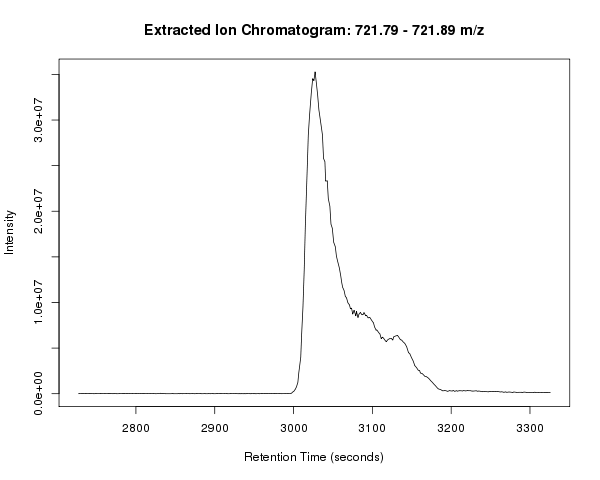 Extracted Ion Chromatogram: 721.79 - 721.89 m/z
Intensity
3.0e+07
2.0e+07
1.0e+07
0.0e+00
2800 2900 3000 3100 3200 3300
Retention Time (seconds)